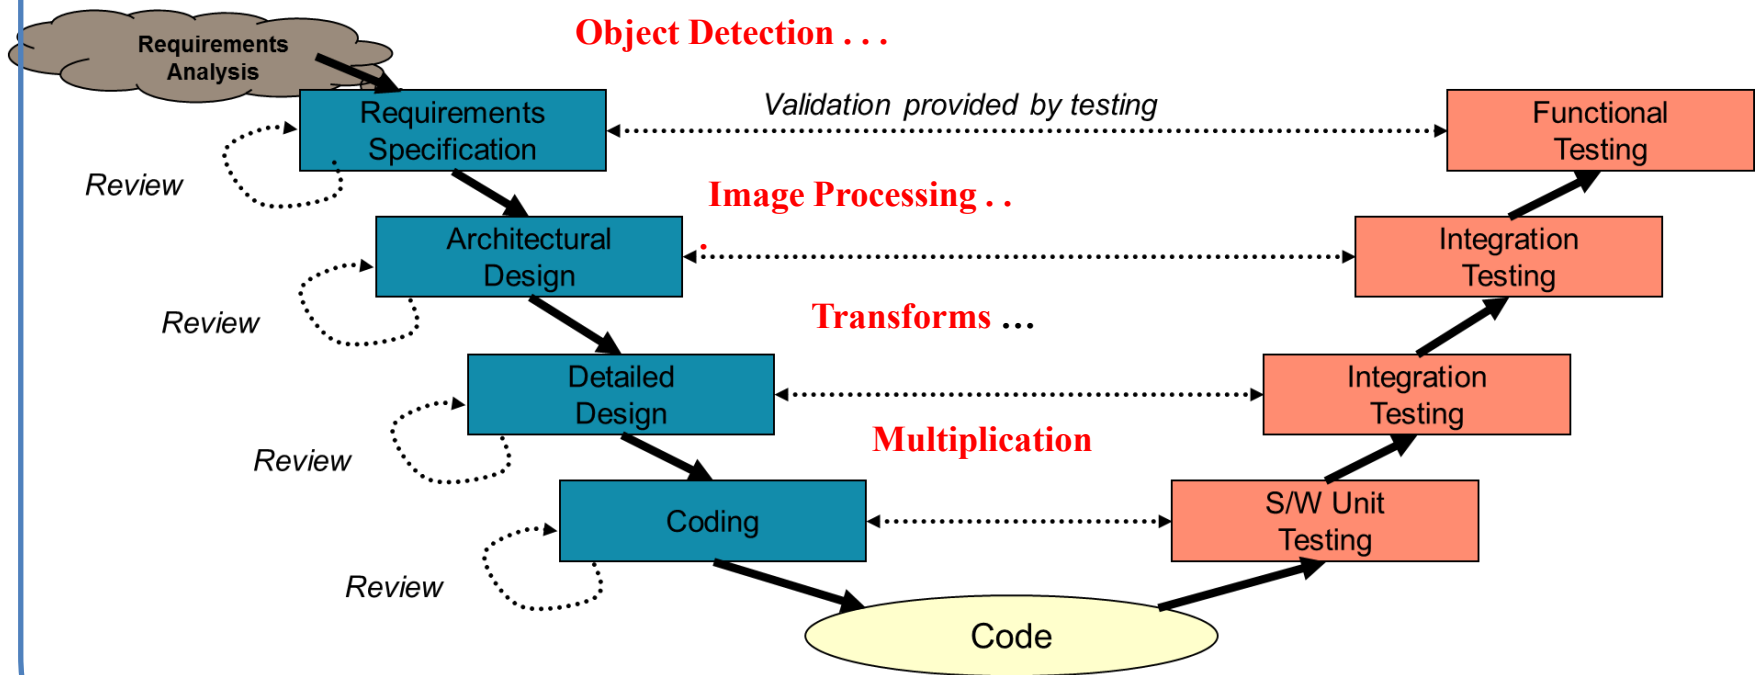 Requirements
Analysis
Object Detection . . .
Requirements
Specification
Validation provided by testing
Functional
Testing
Review
Image Processing . .
.
Architectural
Design
Integration
Testing
Review
Transforms ...
Detailed
Design
Integration
Testing
Review
Multiplication
Coding
S/W Unit
Testing
Review
Code